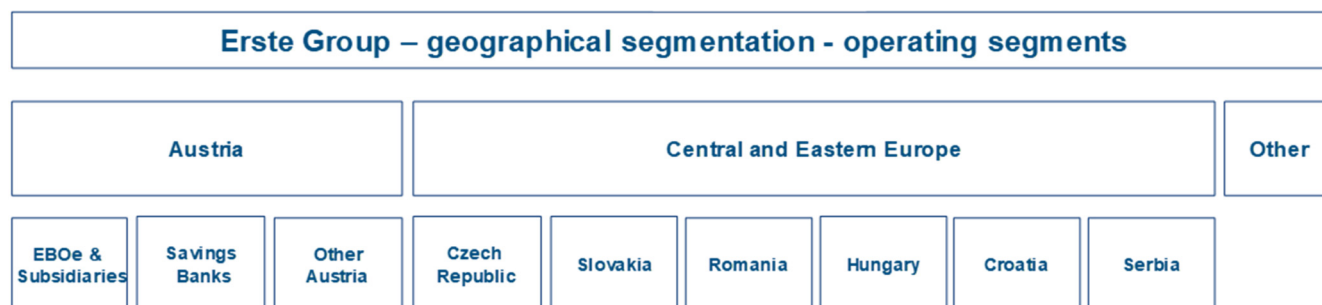 Erste Group – geographical segmentation - operating segments
Austria
Central and Eastern Europe
Other
EBOe &
Subsidiaries
Savings
Banks
Other
Austria
Czech
Republic
Slovakia
Romania
Hungary
Croatia
Serbia